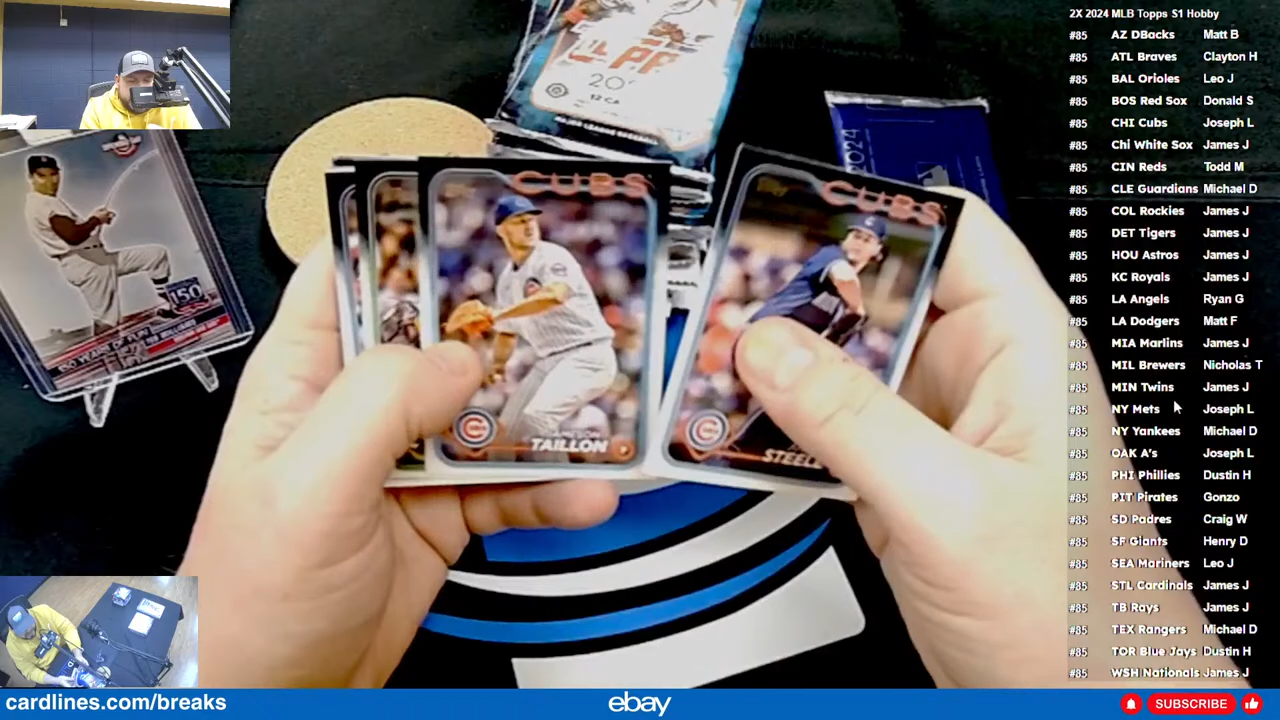 2X 2024 MLB Topps S1 Hobby
#85 AZ DBacks Matt B
#85 ATL Braves Clayton H
#85 BAL Orioles Leo J
#85 BOS Red Sox Donald S
#85 CHI Cubs Joseph L
#85 Chi White Sox James J
#85 CIN Reds Todd M
#85 CLE Guardians Michael D
#85 COL Rockies James J
#85 DET Tigers James J
#85 HOU Astros James J
#85 KC Royals James J
#85 LA Angels Ryan G
#85 LA Dodgers Matt F
#85 MIA Marlins James J
#85 MIL Brewers Nicholas T
#85 MIN Twins James J
#85 NY Mets Joseph L
#85 NY Yankees Michael D
#85 OAK A's Joseph L
#85 PHI Phillies Dustin H
#85 PIT Pirates Gonzo
#85 SD Padres Craig W
#85 SF Giants Henry D
#85 SEA Mariners Leo J
#85 STL Cardinals James J
#85 TB Rays James J
#85 TEX Rangers Michael D
#85 TOR Blue Jays Dustin H
#85 WSH Nationals James J
2024
CUBS
TAILLON
CUBS
STEELE
150
cardlines.com/breaks
ebay
SUBSCRIBE